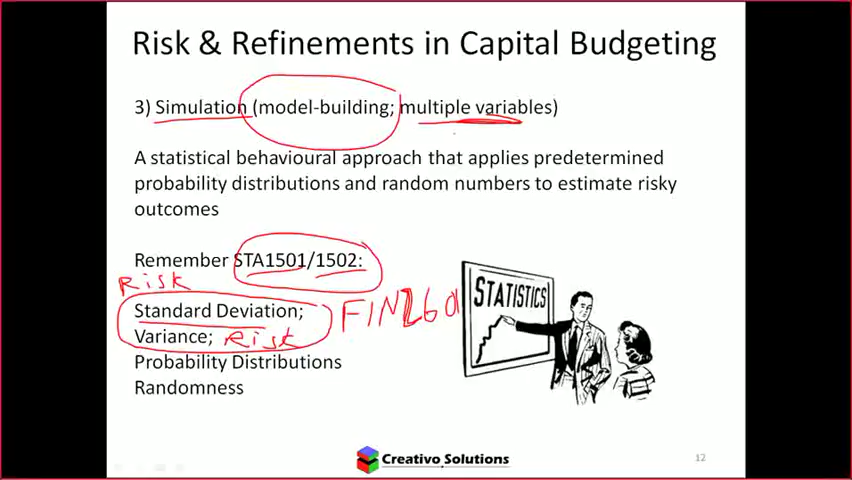 Risk & Refinements in Capital Budgeting
3) Simulation (model-building; multiple variables)
A statistical behavioural approach that applies predetermined
probability distributions and random numbers to estimate risky
outcomes
Remember STA1501/1502:
Risk
Standard Deviation;
Variance; Risk
Probability Distributions
Randomness
STATISTICS
Creativo Solutions
12